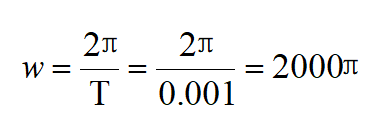 w = 2π/T = 2π/0.001 = 2000π